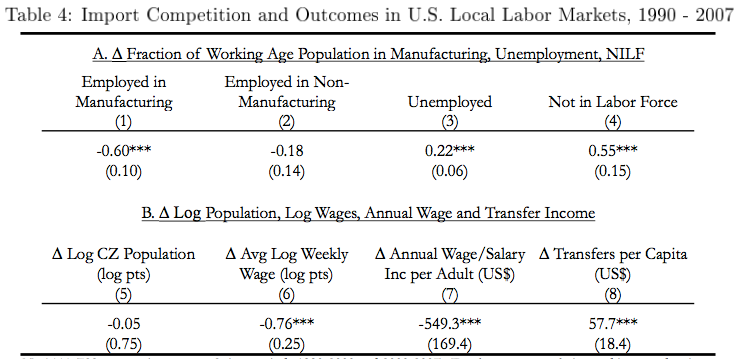 Table 4: Import Competition and Outcomes in U.S. Local Labor Markets, 1990 - 2007
A. Δ Fraction of Working Age Population in Manufacturing, Unemployment, NILF
Employed in Manufacturing (1) Employed in Non-Manufacturing (2) Unemployed (3) Not in Labor Force (4)
-0.60*** -0.18 0.22*** 0.55***
(0.10) (0.14) (0.06) (0.15)
B. Δ Log Population, Log Wages, Annual Wage and Transfer Income
Δ Log CZ Population Δ Avg Log Weekly Δ Annual Wage/Salary Δ Transfers per Capita
(log pts) Wage (log pts) Inc per Adult (US$) (US$)
(5) (6) (7) (8)
-0.05 -0.76*** -549.3*** 57.7***
(0.75) (0.25) (169.4) (18.4)